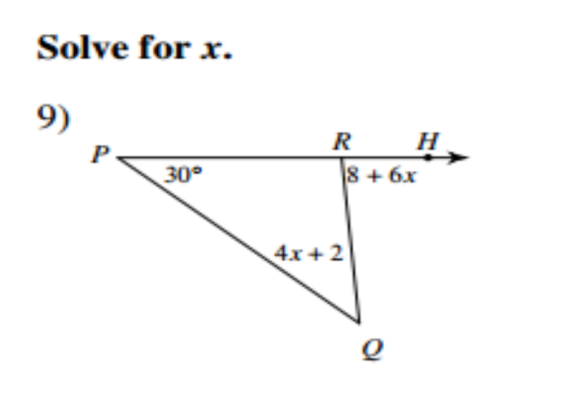 Solve for x.
9)
P
R
H
30°
8 + 6x
4x + 2
Q